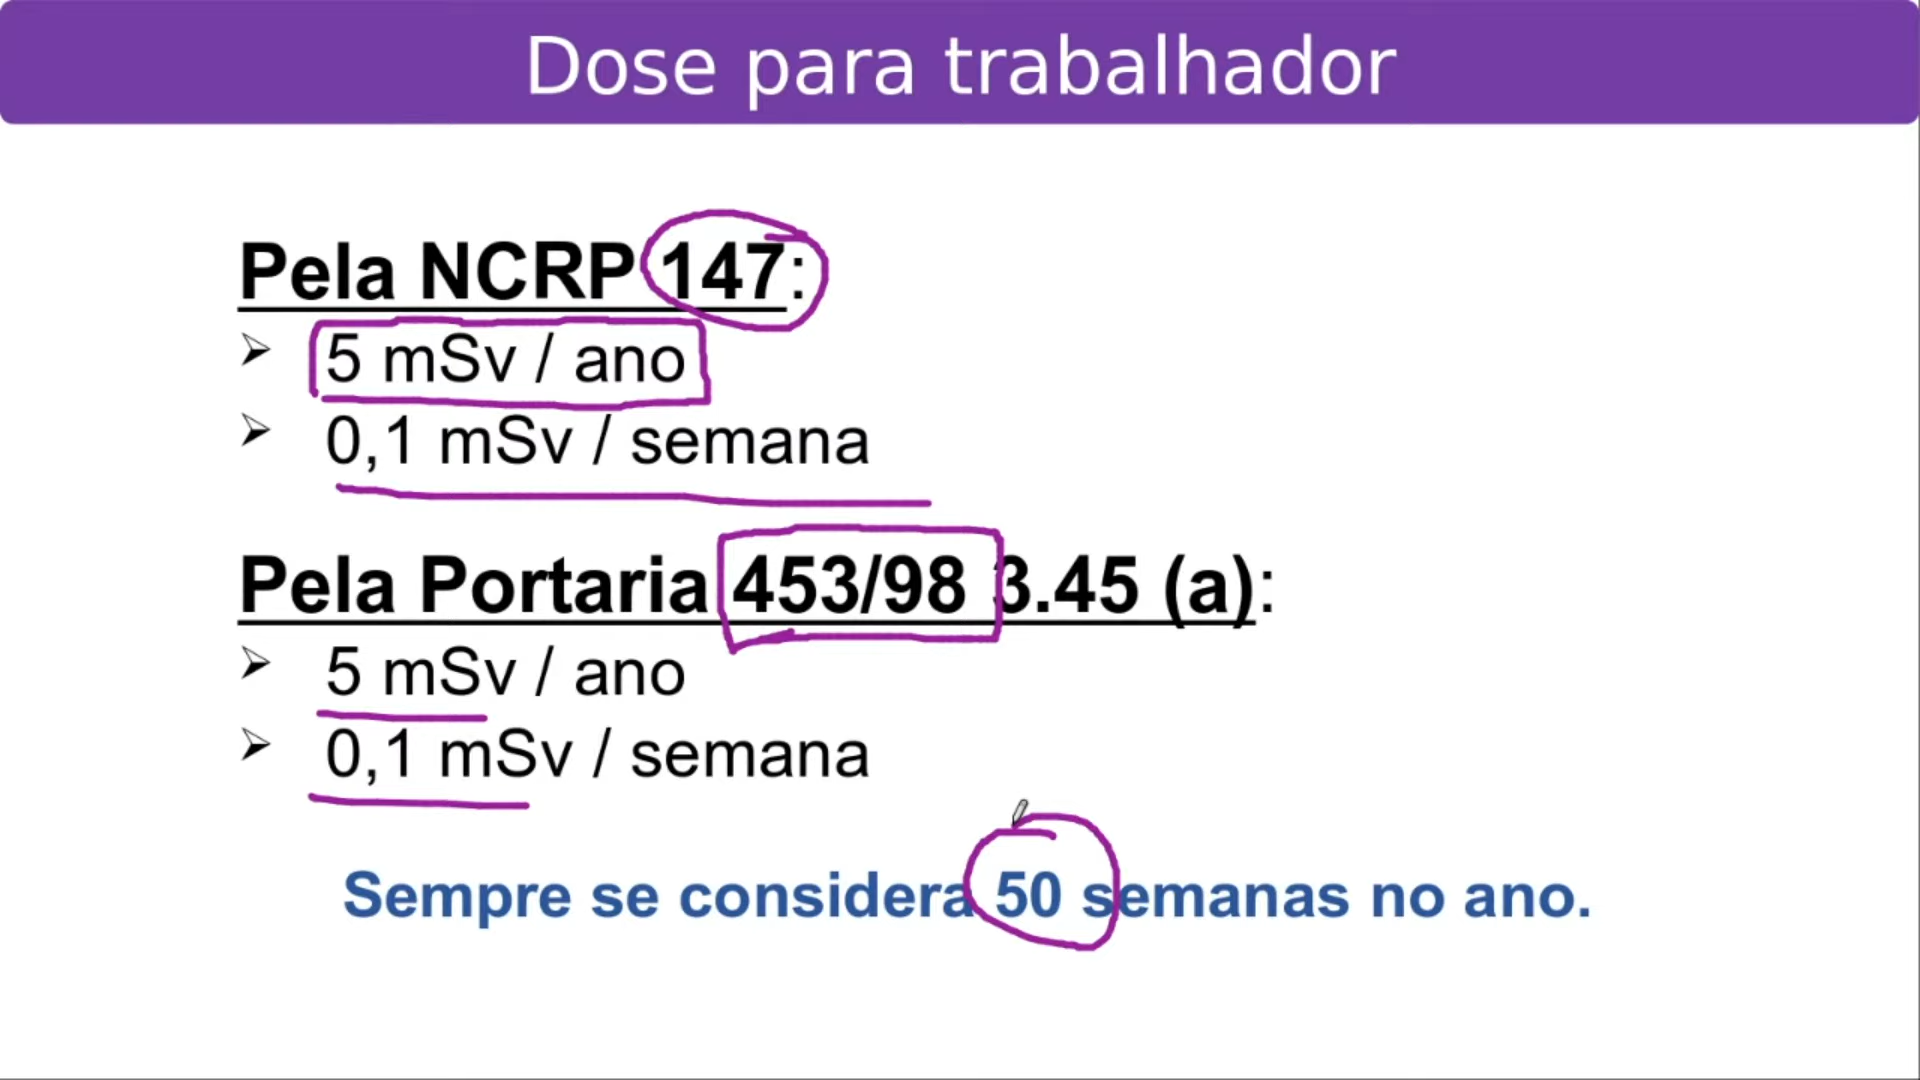 Dose para trabalhador
Pela NCRP 147:
➢ 5 mSv / ano
➢ 0,1 mSv / semana
Pela Portaria 453/98 3.45 (a):
➢ 5 mSv / ano
➢ 0,1 mSv / semana
Sempre se considera 50 semanas no ano.